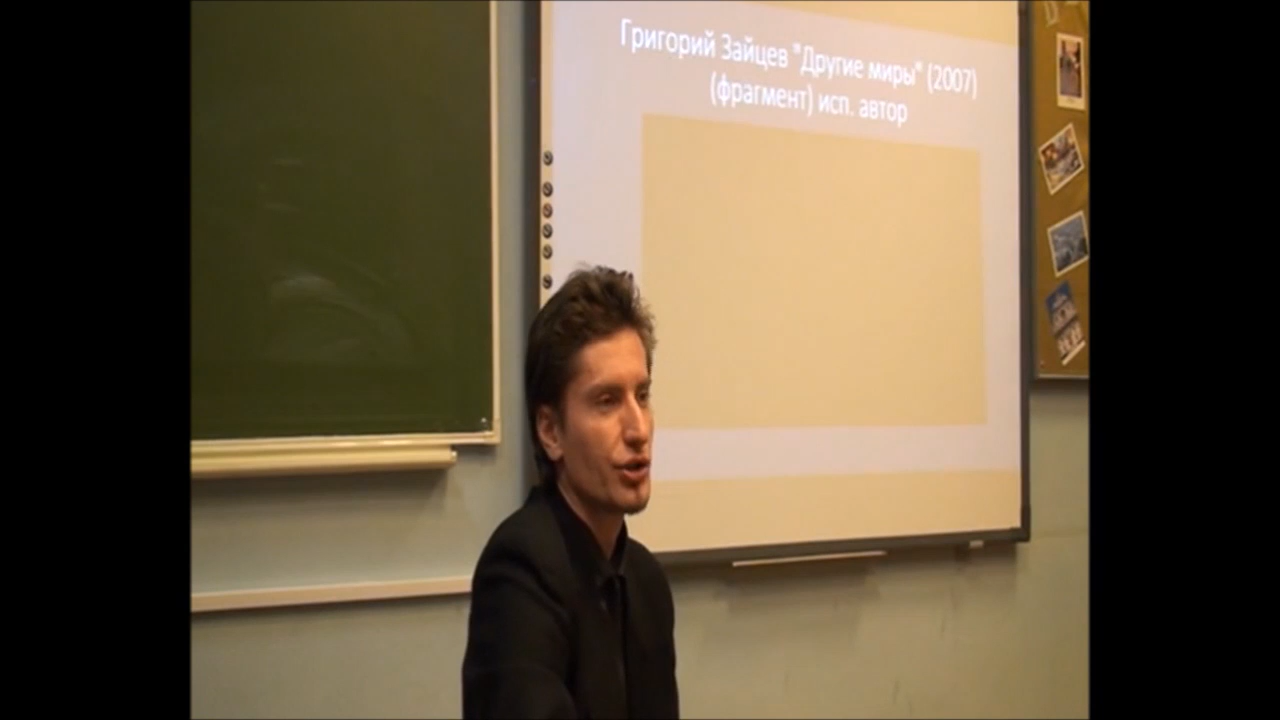 Григорий Зайцев "Другие миры" (2007)
(фрагмент) исп. автор